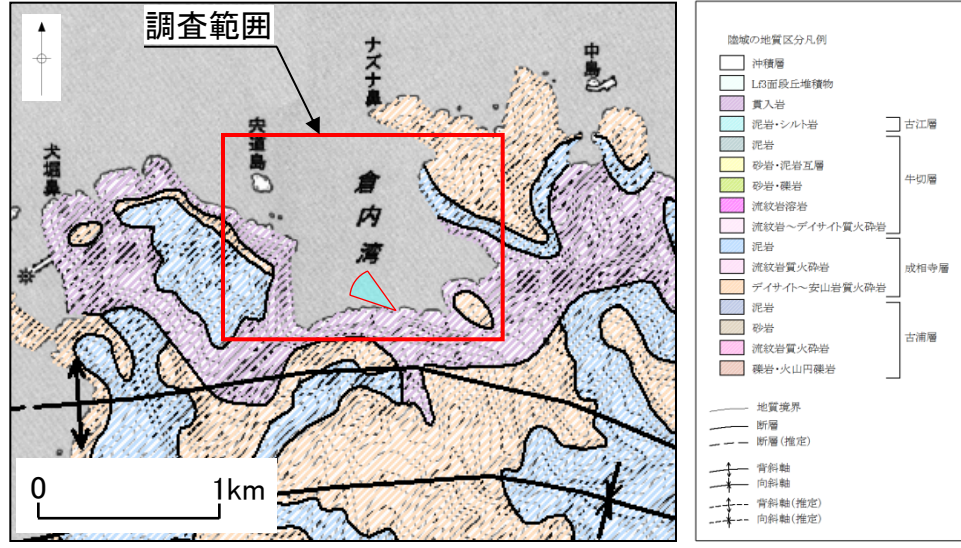 調査範囲
ナズナ鼻
中島
宍道島
犬堀鼻
倉内湾
0 1km
陸域の地質区分凡例
沖積層
Lf3面段丘堆積物
貫入岩
泥岩・シルト岩
古江層
泥岩
砂岩・泥岩互層
砂岩・礫岩
牛切層
流紋岩溶岩
流紋岩～デイサイト質火砕岩
泥岩
流紋岩質火砕岩
成相寺層
デイサイト～安山岩質火砕岩
泥岩
砂岩
古浦層
流紋岩質火砕岩
礫岩・火山円礫岩
地質境界
断層
断層(推定)
背斜軸
向斜軸
背斜軸(推定)
向斜軸(推定)